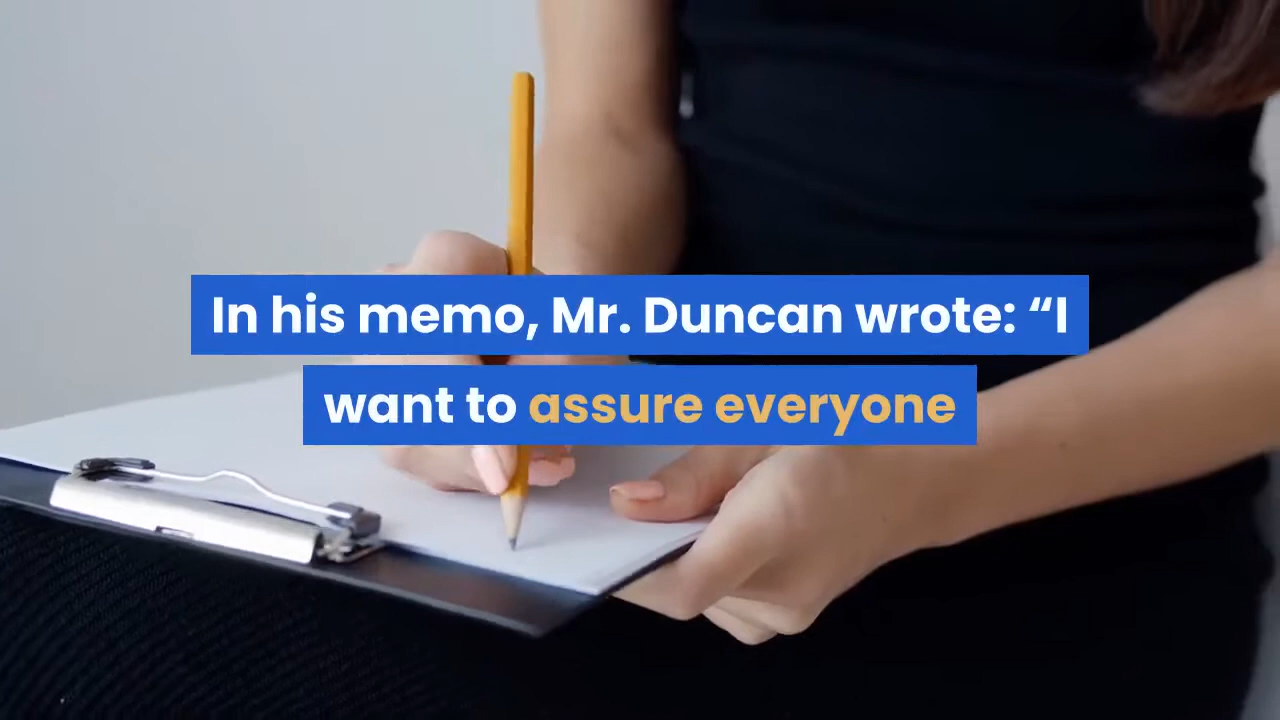 In his memo, Mr. Duncan wrote: “I
want to assure everyone